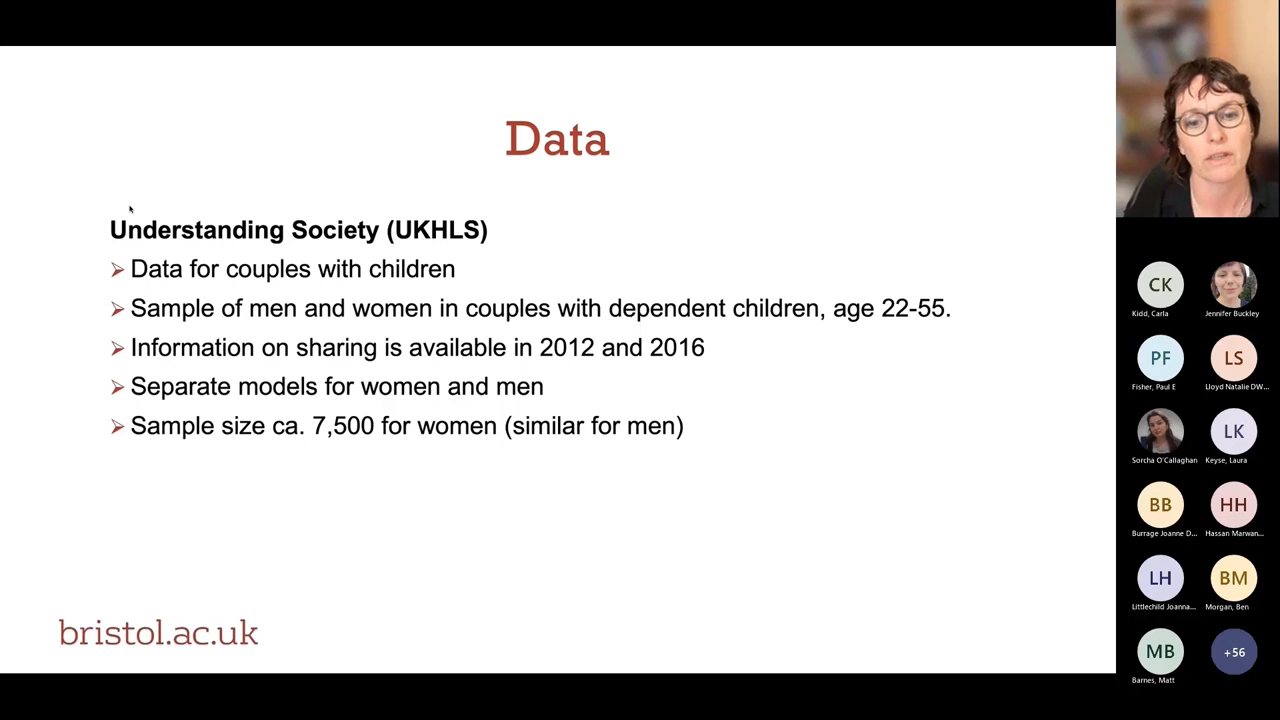 Data
Understanding Society (UKHLS)
Data for couples with children
Sample of men and women in couples with dependent children, age 22-55.
Information on sharing is available in 2012 and 2016
Separate models for women and men
Sample size ca. 7,500 for women (similar for men)
bristol.ac.uk
CK
Kidd, Carla
Jennifer Buckley
PF
LS
Fisher, Paul E
Lloyd Natalie DW...
LK
Sorcha O'Callaghan
Keyse, Laura
BB
HH
Burrage Joanne D...
Hassan Marwan...
LH
BM
Littlechild Joanna...
Morgan, Ben
MB
+56
Barnes, Matt